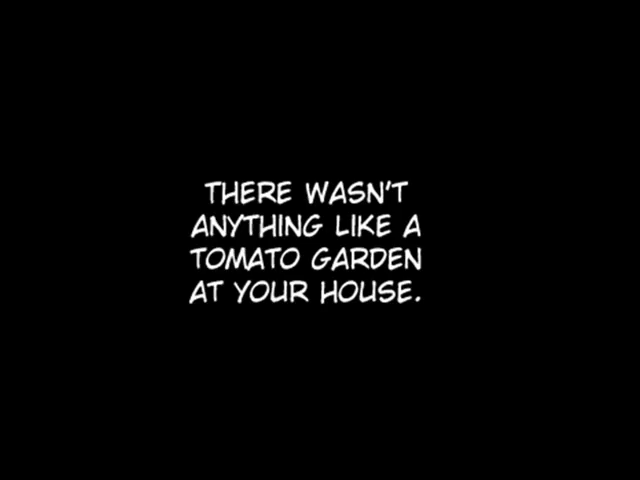 THERE WASN'T
ANYTHING LIKE A
TOMATO GARDEN
AT YOUR HOUSE.